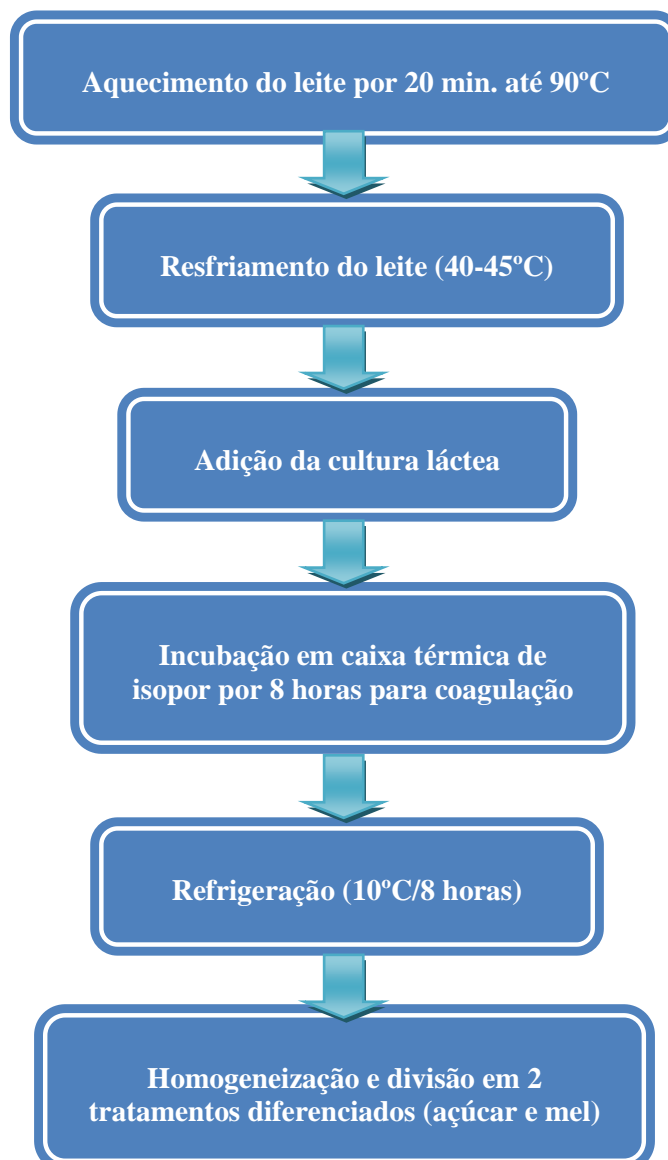 Aquecimento do leite por 20 min. até 90ºC
Resfriamento do leite (40-45ºC)
Adição da cultura láctea
Incubação em caixa térmica de
isopor por 8 horas para coagulação
Refrigeração (10ºC/8 horas)
Homogeneização e divisão em 2
tratamentos diferenciados (açúcar e mel)